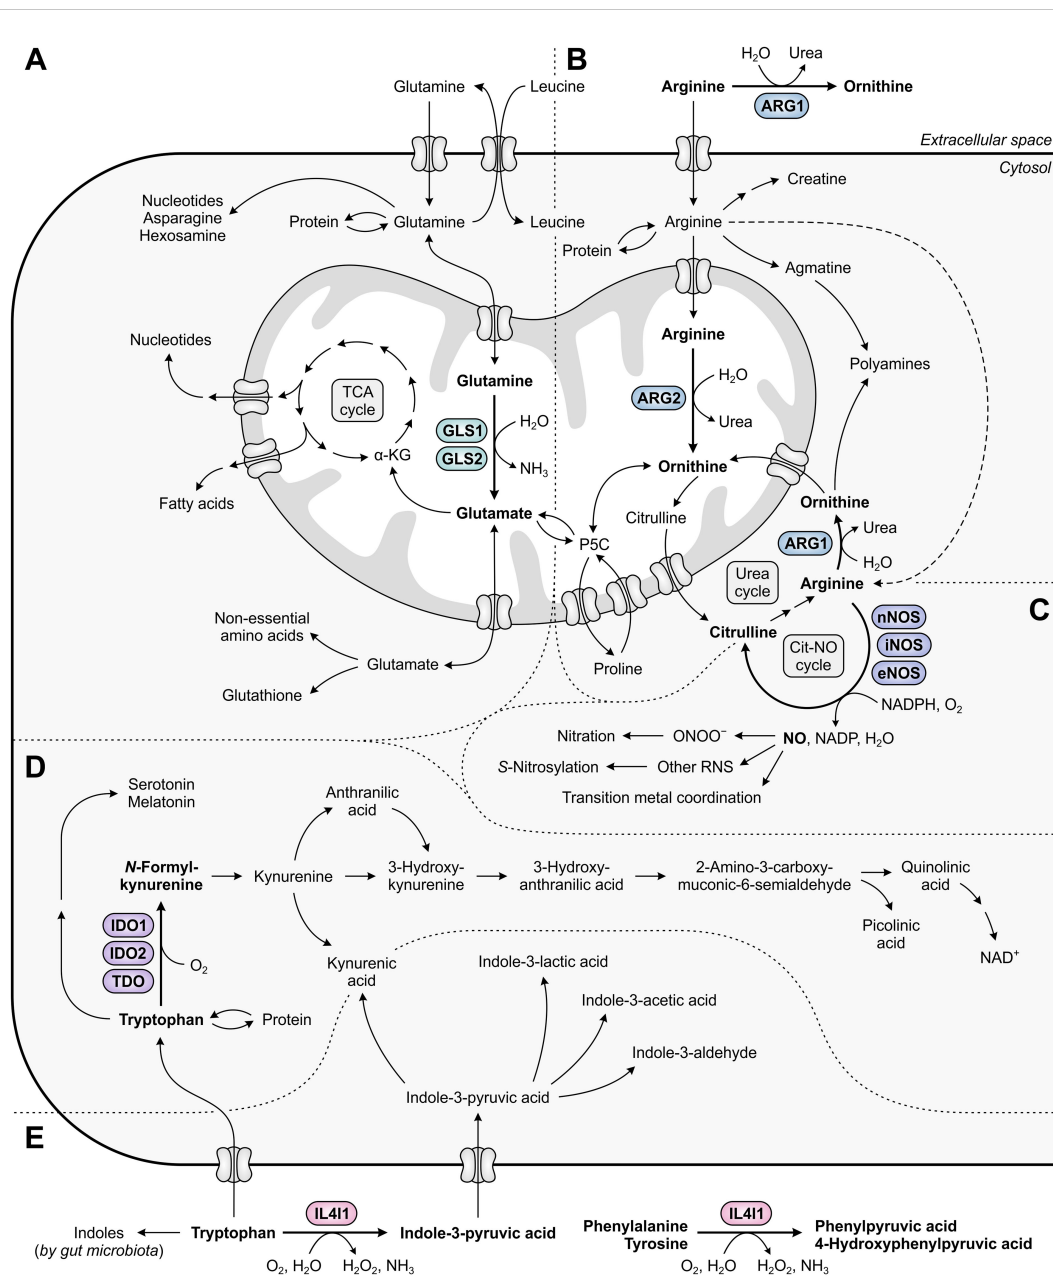 A
B
H₂O
Urea
Glutamine
Leucine
Arginine
Ornithine
ARG1
Extracellular space
Cytosol
Nucleotides
Asparagine
Hexosamine
Protein
Glutamine
Leucine
Protein
Arginine
Creatine
Agmatine
Nucleotides
TCA
cycle
α-KG
Fatty acids
Glutamine
GLS1
GLS2
H₂O
NH₃
Glutamate
Arginine
ARG2
H₂O
Urea
Ornithine
Citrulline
P5C
Polyamines
Ornithine
Urea
ARG1
H₂O
Arginine
Urea
cycle
C
Non-essential
amino acids
Glutamate
Glutathione
Proline
Citrulline
Cit-NO
cycle
nNOS
iNOS
eNOS
NADPH, O₂
Nitration
ONOO⁻
NO, NADP, H₂O
S-Nitrosylation
Other RNS
Transition metal coordination
D
Serotonin
Melatonin
Anthranilic
acid
N-Formyl-
kynurenine
Kynurenine
3-Hydroxy-
kynurenine
3-Hydroxy-
anthranilic acid
2-Amino-3-carboxy-
muconic-6-semialdehyde
Quinolinic
acid
Picolinic
acid
NAD⁺
IDO1
IDO2
TDO
O₂
Tryptophan
Protein
Kynurenic
acid
Indole-3-lactic acid
Indole-3-acetic acid
Indole-3-aldehyde
Indole-3-pyruvic acid
E
Indoles
(by gut microbiota)
Tryptophan
IL4I1
O₂, H₂O
H₂O₂, NH₃
Indole-3-pyruvic acid
Phenylalanine
Tyrosine
IL4I1
O₂, H₂O
H₂O₂, NH₃
Phenylpyruvic acid
4-Hydroxyphenylpyruvic acid